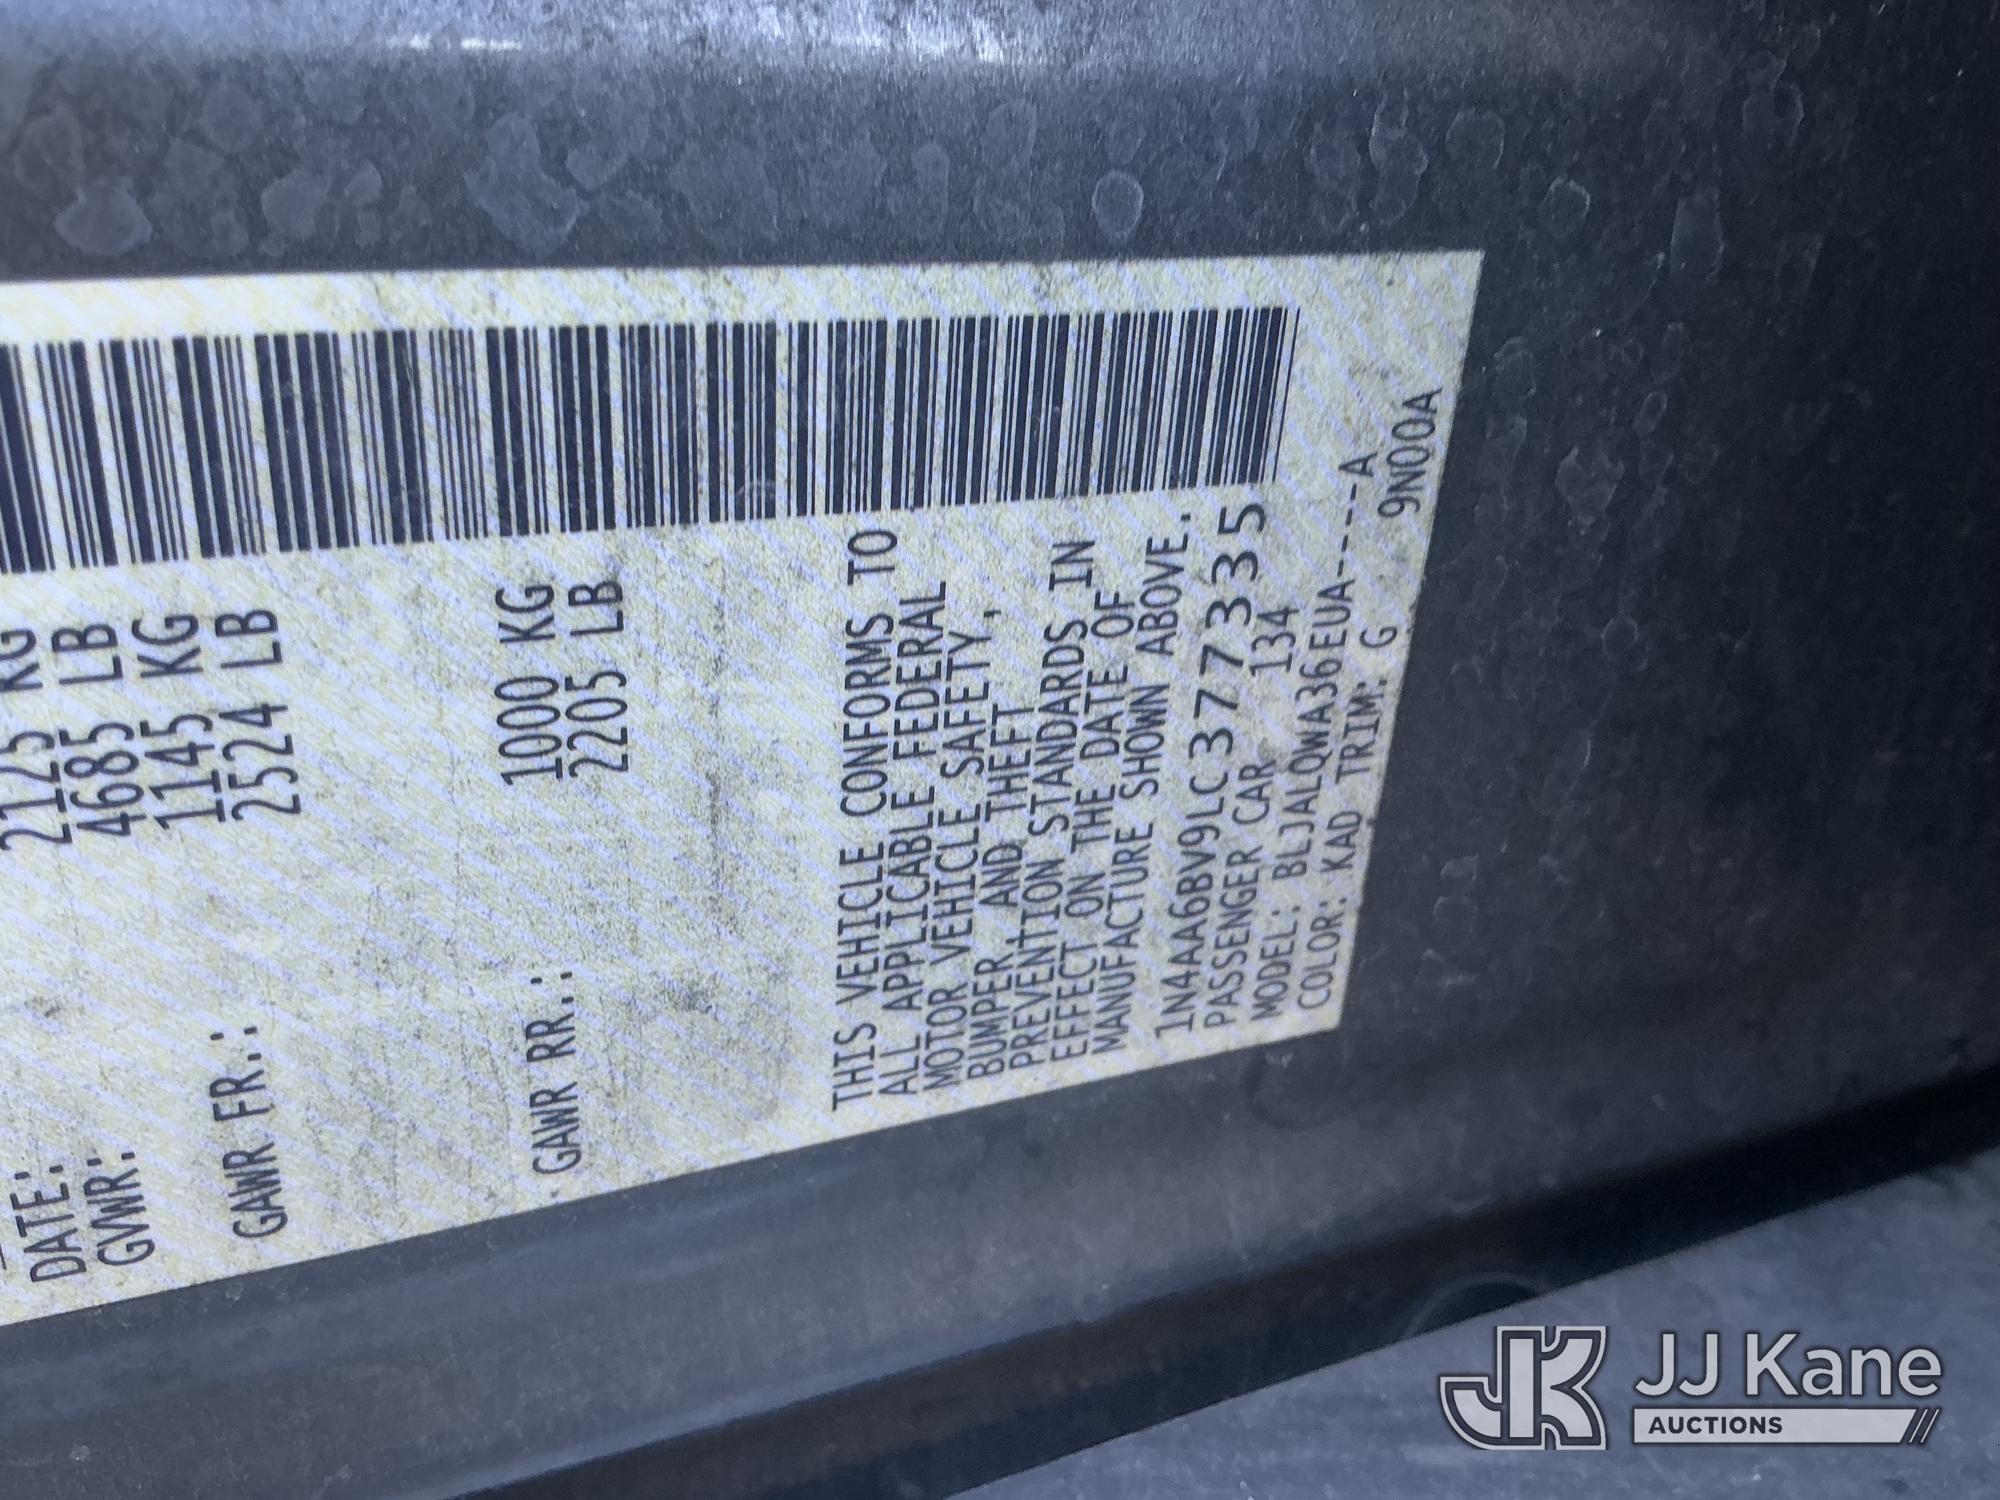 DATE:
GVWR: 2125 KG
4685 LB
GAWR FR.: 1145 KG
2524 LB
GAWR RR.: 1000 KG
2205 LB
THIS VEHICLE CONFORMS TO
ALL APPLICABLE FEDERAL
MOTOR VEHICLE SAFETY,
BUMPER, AND THEFT
PREVENTION STANDARDS IN
EFFECT ON THE DATE OF
MANUFACTURE SHOWN ABOVE.
1N4AA6BV9LC377335
PASSENGER CAR 134
MODEL: BLJALQWA36EUA-----A
COLOR: KAD TRIM: G 9N00A
JK JJ Kane
AUCTIONS